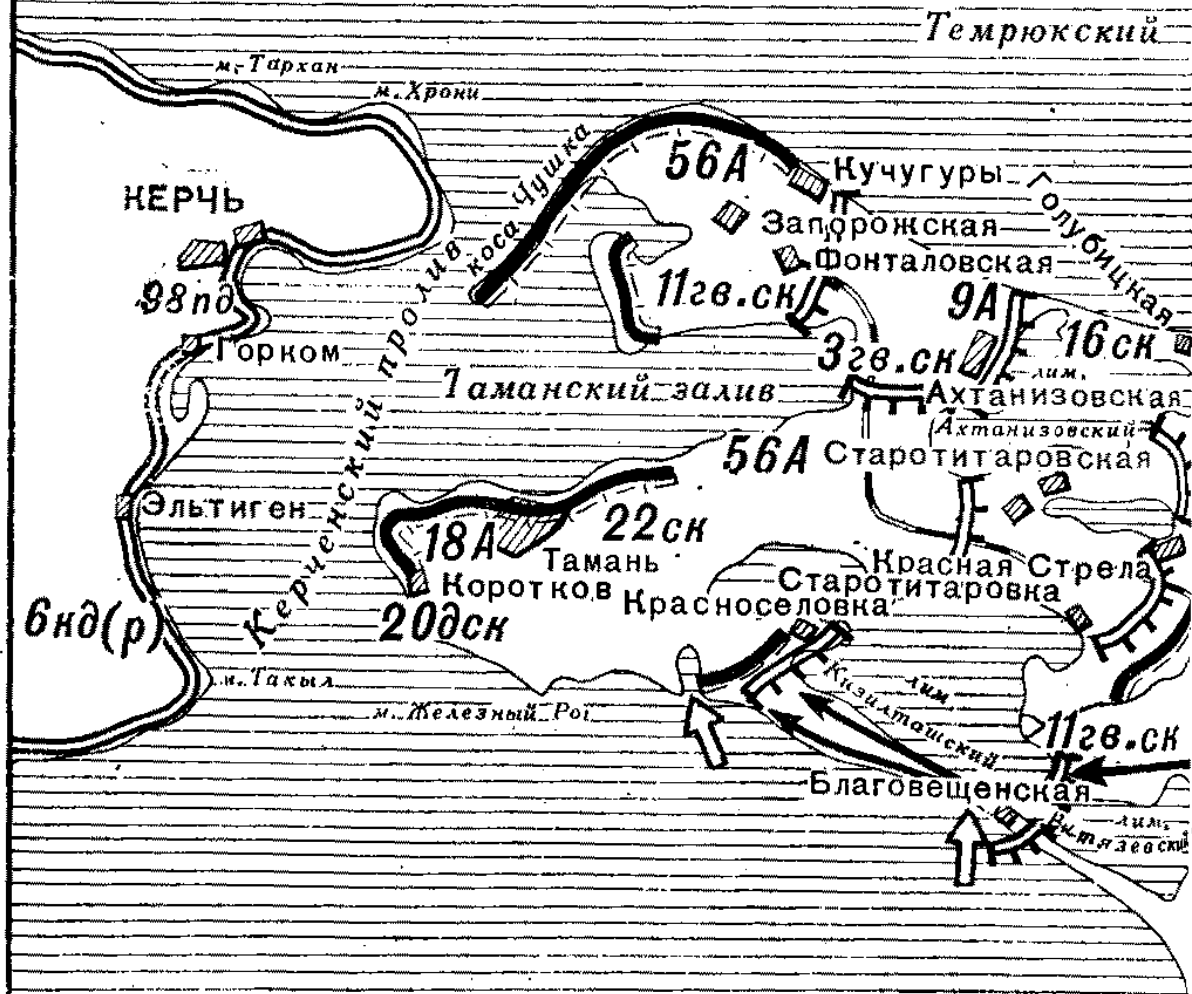 Темрюкский
м. Тархан
м. Хрони
коса Чушка
56А
Кучугуры
Голубицкая
КЕРЧЬ
Запорожская
Фонталовская
98пд
11гв.ск
9А
16ск
Горком
3гв.ск
лим.
Таманский залив
Ахтанизовская
Ахтанизовский
56А
Старотитаровская
Эльтиген
Керченский пролив
18А
22ск
Тамань
Красная Стрела
Коротков
Старотитаровка
Красноселовка
6кд(р)
20дск
м. Такыл
м. Железный Рог
лим.
Кизилташский
11гв.ск
Благовещенская
лим.
Витязевский